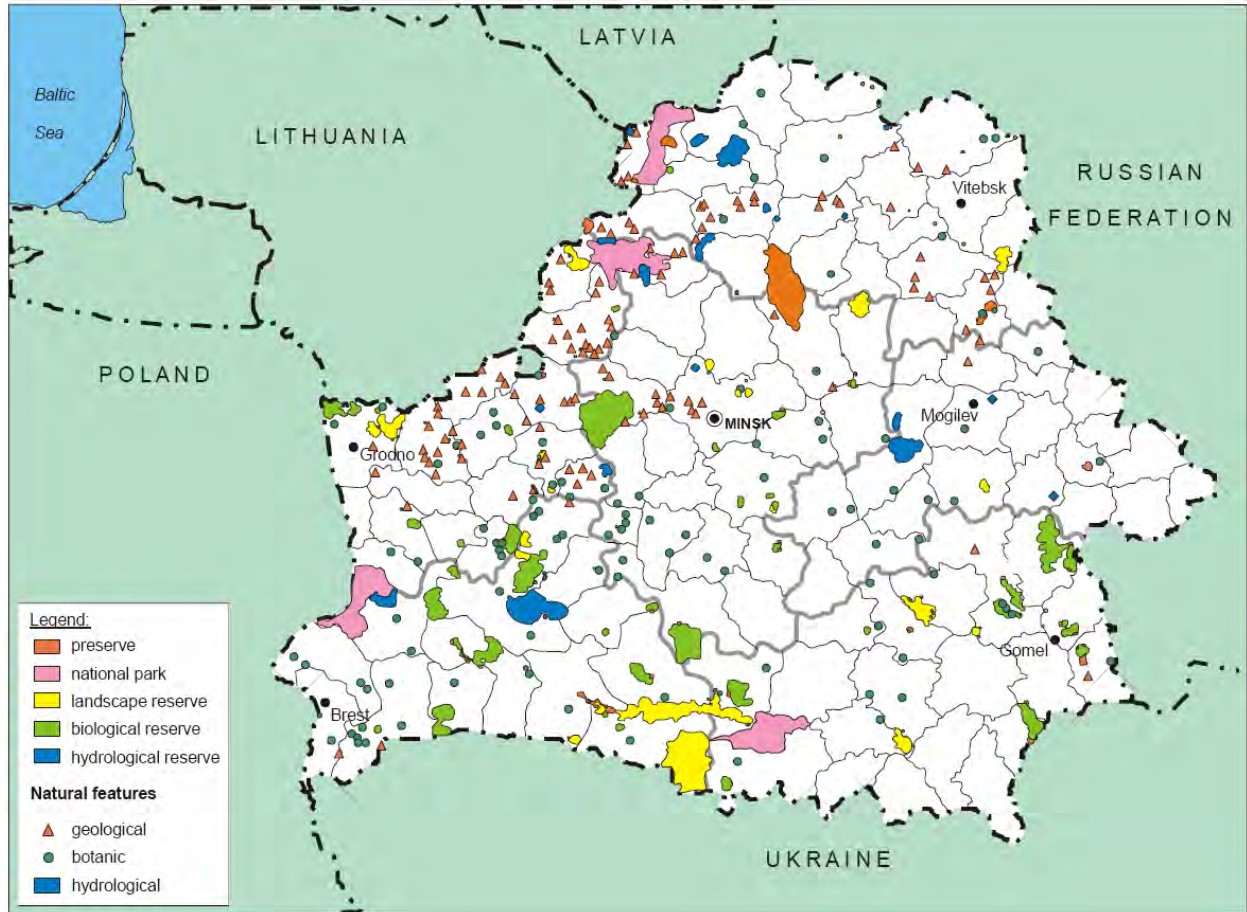 LATVIA
Baltic
Sea
LITHUANIA
RUSSIAN
FEDERATION
Vitebsk
POLAND
MINSK
Mogilev
Grodno
Gomel
Brest
UKRAINE
Legend:
preserve
national park
landscape reserve
biological reserve
hydrological reserve
Natural features
geological
botanic
hydrological